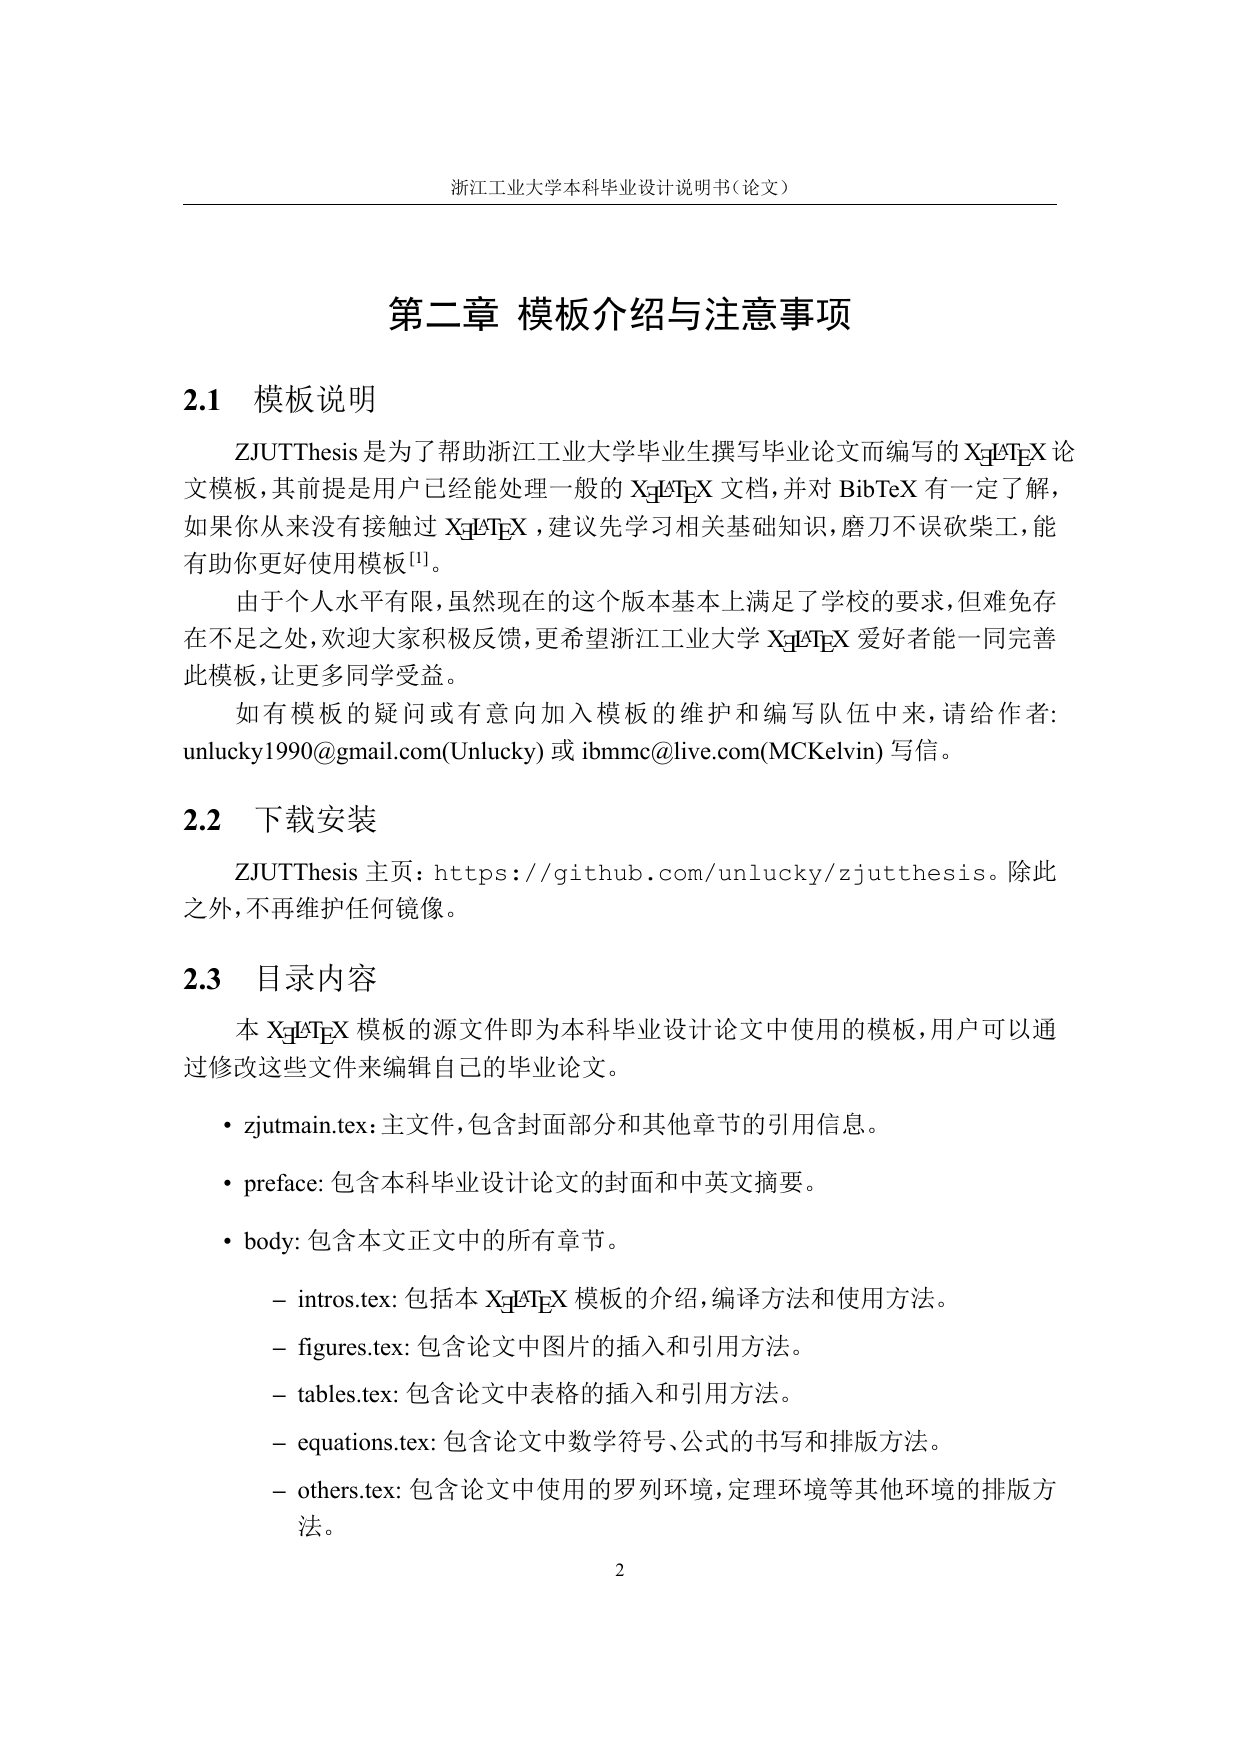 浙江工业大学本科毕业设计说明书（论文）
第二章 模板介绍与注意事项
2.1 模板说明
ZJUTThesis 是为了帮助浙江工业大学毕业生撰写毕业论文而编写的 XƎLATEX 论
文模板，其前提是用户已经能处理一般的 XƎLATEX 文档，并对 BibTeX 有一定了解，
如果你从来没有接触过 XƎLATEX ，建议先学习相关基础知识，磨刀不误砍柴工，能
有助你更好使用模板[1]。
由于个人水平有限，虽然现在的这个版本基本上满足了学校的要求，但难免存
在不足之处，欢迎大家积极反馈，更希望浙江工业大学 XƎLATEX 爱好者能一同完善
此模板，让更多同学受益。
如有模板的疑问或有意向加入模板的维护和编写队伍中来，请给作者:
unlucky1990@gmail.com(Unlucky) 或 ibmmc@live.com(MCKelvin) 写信。
2.2 下载安装
ZJUTThesis 主页：https://github.com/unlucky/zjutthesis。除此
之外，不再维护任何镜像。
2.3 目录内容
本 XƎLATEX 模板的源文件即为本科毕业设计论文中使用的模板，用户可以通
过修改这些文件来编辑自己的毕业论文。
• zjutmain.tex：主文件，包含封面部分和其他章节的引用信息。
• preface: 包含本科毕业设计论文的封面和中英文摘要。
• body: 包含本文正文中的所有章节。
– intros.tex: 包括本 XƎLATEX 模板的介绍，编译方法和使用方法。
– figures.tex: 包含论文中图片的插入和引用方法。
– tables.tex: 包含论文中表格的插入和引用方法。
– equations.tex: 包含论文中数学符号、公式的书写和排版方法。
– others.tex: 包含论文中使用的罗列环境，定理环境等其他环境的排版方
法。
2